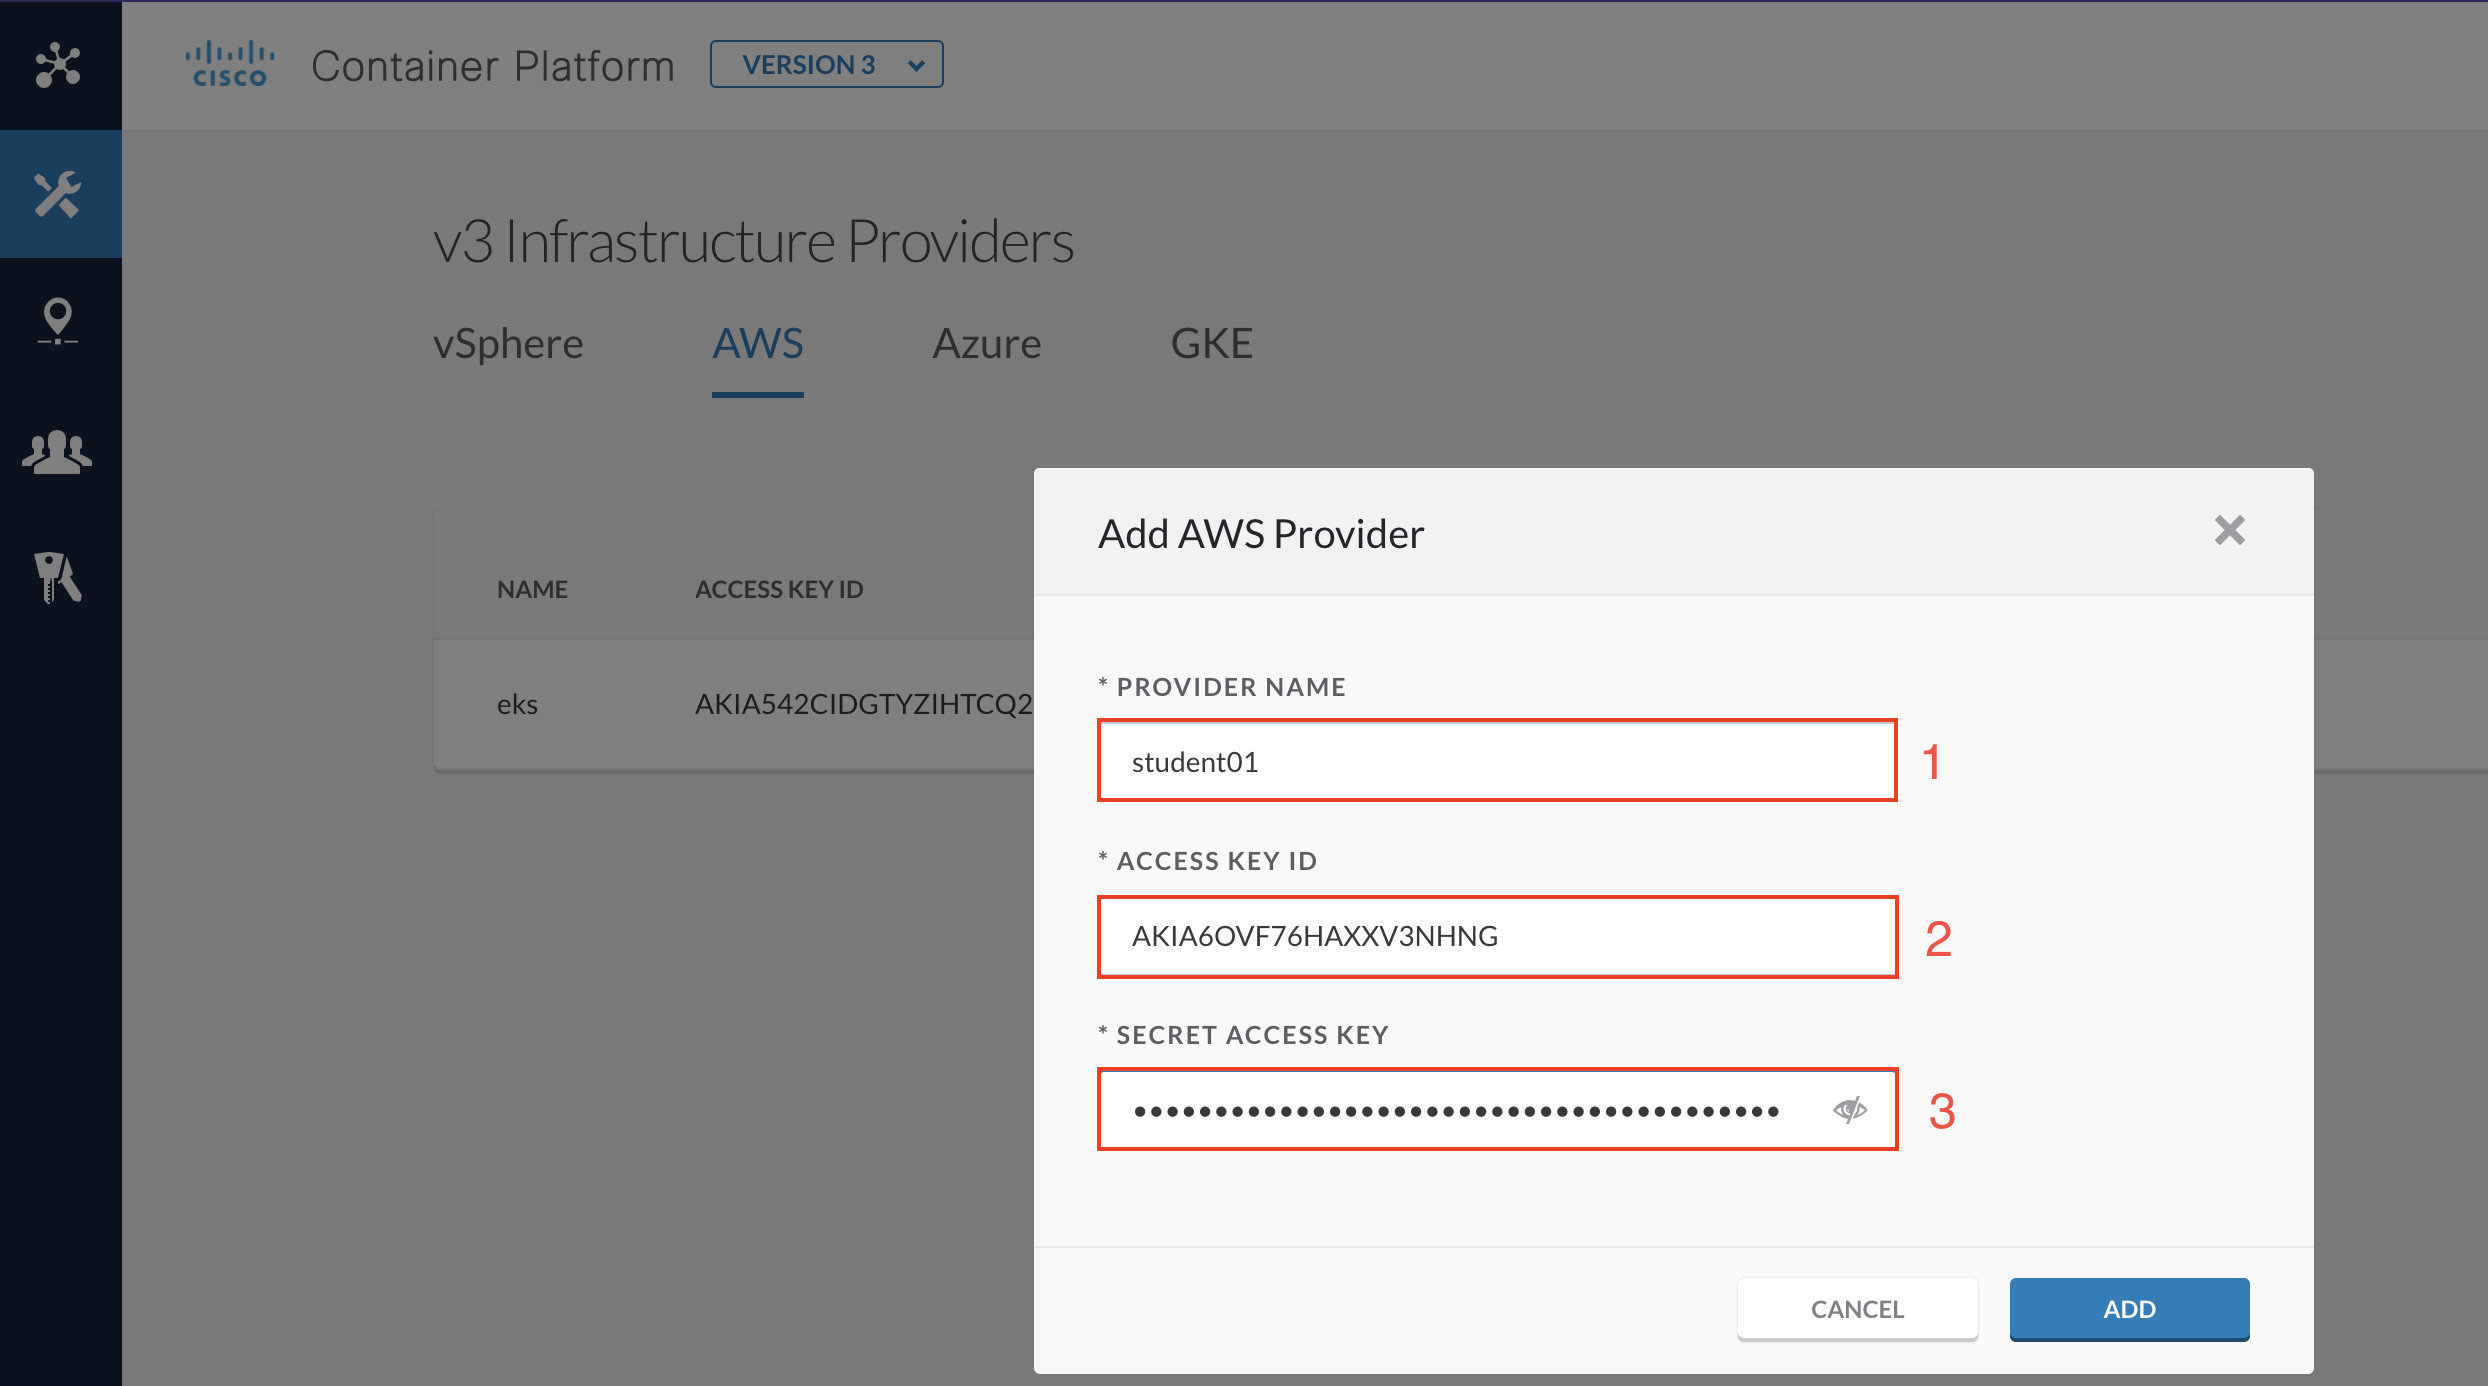 CISCO
Container Platform
VERSION 3
v3 Infrastructure Providers
vSphere AWS Azure GKE
NAME ACCESS KEY ID
eks AKIA542CIDGTYZIHTCQ2
Add AWS Provider
* PROVIDER NAME
student01 1
* ACCESS KEY ID
AKIA6OVF76HAXXV3NHNG 2
* SECRET ACCESS KEY
•••••••••••••••••••••••••••••••••••••••• 3
CANCEL ADD